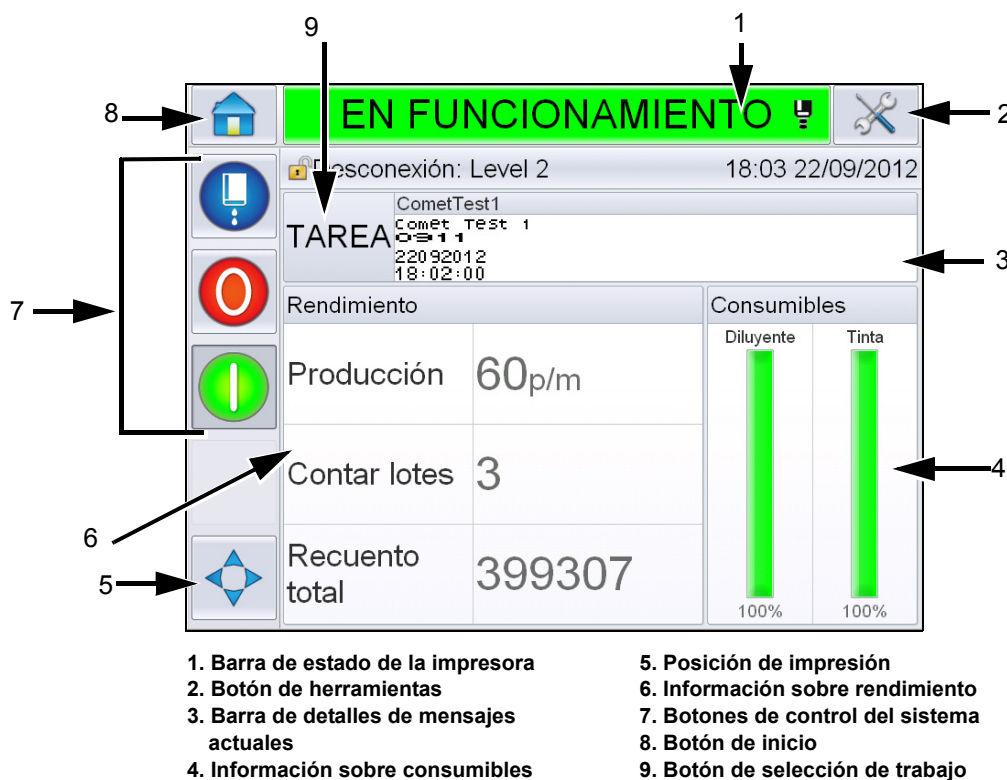 9
1
8
EN FUNCIONAMIENTO
2
Desconexión: Level 2
18:03 22/09/2012
7
TAREA
CometTest1
Comet Test 1
0911
22092012
18:02:00
3
Rendimiento
Consumibles
Diluyente
Tinta
Producción
60p/m
Contar lotes
3
4
6
5
Recuento
total
399307
100%
100%
1. Barra de estado de la impresora
2. Botón de herramientas
3. Barra de detalles de mensajes
actuales
4. Información sobre consumibles
5. Posición de impresión
6. Información sobre rendimiento
7. Botones de control del sistema
8. Botón de inicio
9. Botón de selección de trabajo